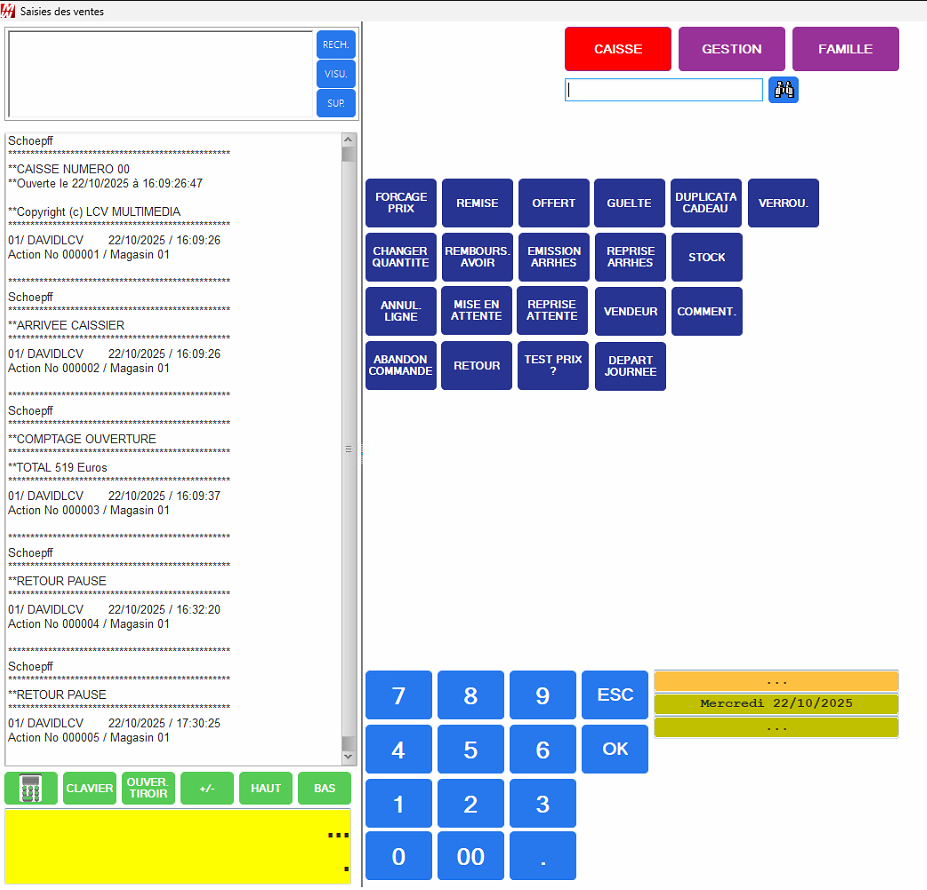 Saisies des ventes
RECH.
VISU.
SUP.
Schoepff
**************************************************
**CAISSE NUMERO 00
**Ouverte le 22/10/2025 à 16:09:26:47
**Copyright (c) LCV MULTIMEDIA
**************************************************
01/ DAVIDLCV 22/10/2025 / 16:09:26
Action No 000001 / Magasin 01
**************************************************
Schoepff
**************************************************
**ARRIVEE CAISSIER
**************************************************
01/ DAVIDLCV 22/10/2025 / 16:09:26
Action No 000002 / Magasin 01
**************************************************
Schoepff
**************************************************
**COMPTAGE OUVERTURE
**************************************************
**TOTAL 519 Euros
**************************************************
01/ DAVIDLCV 22/10/2025 / 16:09:37
Action No 000003 / Magasin 01
**************************************************
Schoepff
**************************************************
**RETOUR PAUSE
**************************************************
01/ DAVIDLCV 22/10/2025 / 16:32:20
Action No 000004 / Magasin 01
**************************************************
Schoepff
**************************************************
**RETOUR PAUSE
**************************************************
01/ DAVIDLCV 22/10/2025 / 17:30:25
Action No 000005 / Magasin 01
CLAVIER
OUVER.
TIROIR
+/-
HAUT
BAS
...
.
CAISSE
GESTION
FAMILLE
FORCAGE
PRIX
REMISE
OFFERT
GUELTE
DUPLICATA
CADEAU
VERROU.
CHANGER
QUANTITE
REMBOURS.
AVOIR
EMISSION
ARRHES
REPRISE
ARRHES
STOCK
ANNUL.
LIGNE
MISE EN
ATTENTE
REPRISE
ATTENTE
VENDEUR
COMMENT.
ABANDON
COMMANDE
RETOUR
TEST PRIX
?
DEPART
JOURNEE
7
8
9
ESC
4
5
6
OK
1
2
3
0
00
.
...
Mercredi 22/10/2025
...